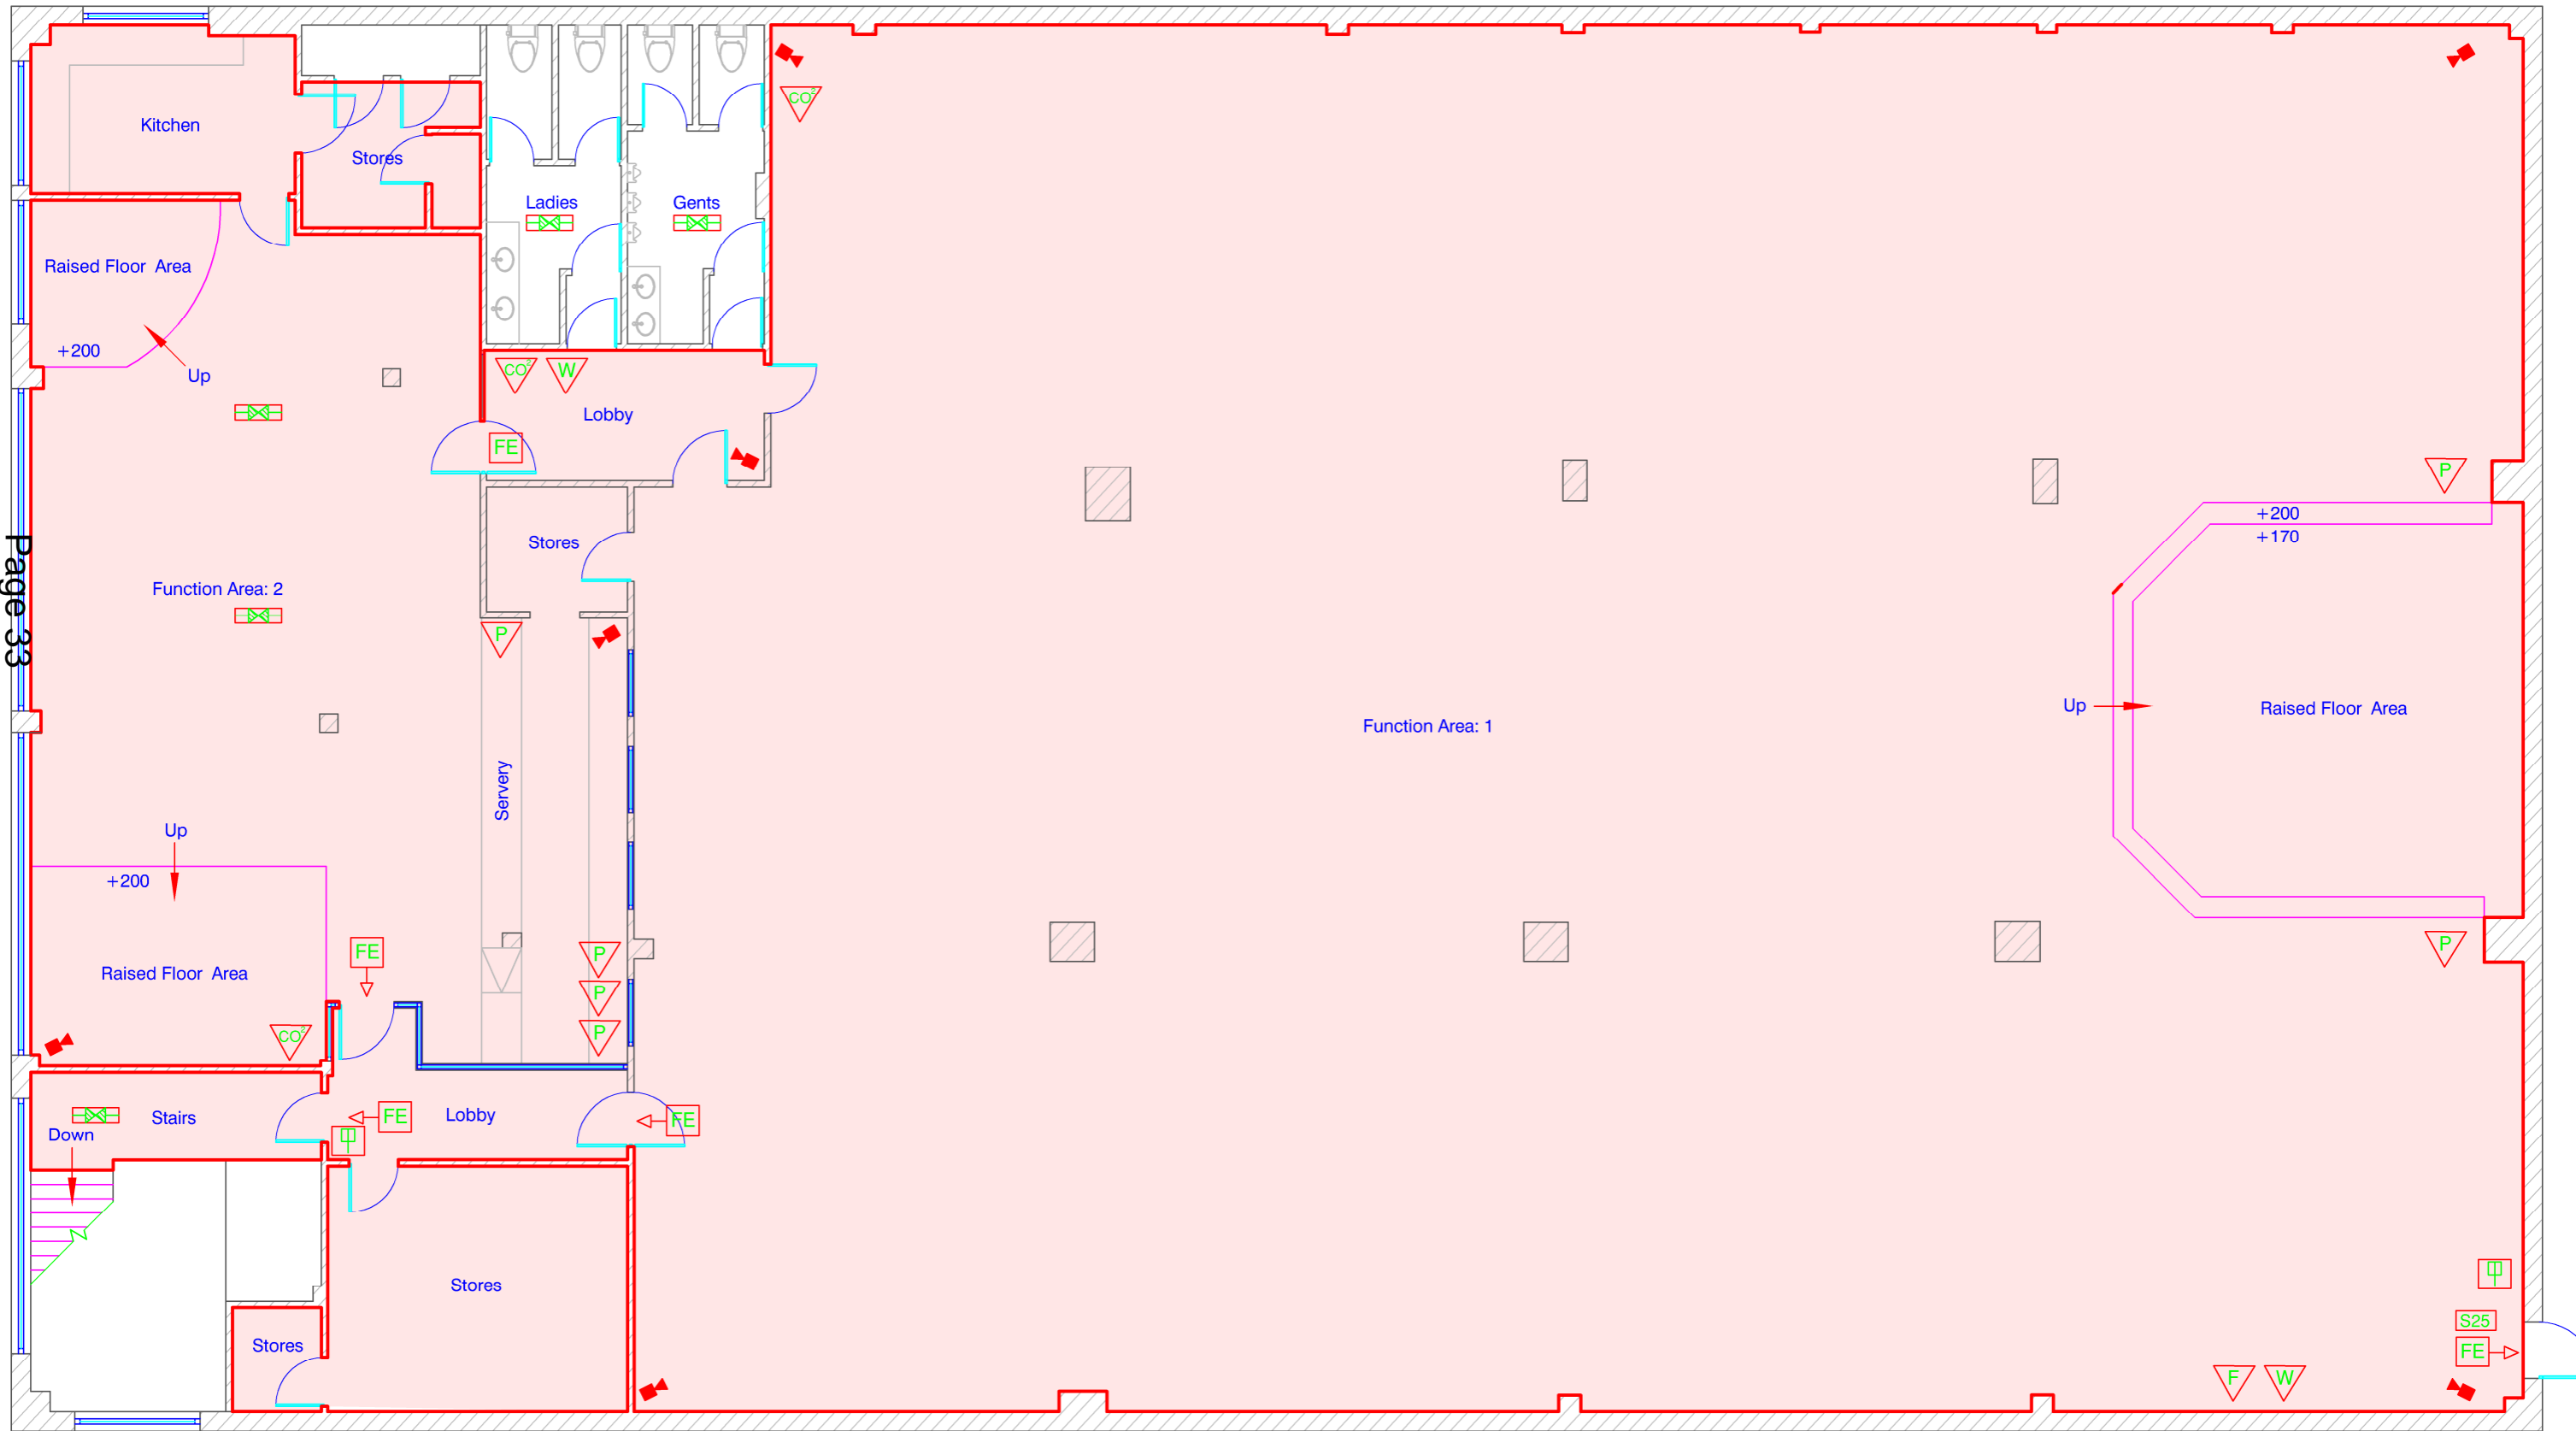 Kitchen
Stores
Ladies
Gents
CO²
Raised Floor Area
+200
Up
CO²
W
Lobby
FE
Stores
Function Area: 2
P
Servery
Page 33
Function Area: 1
P
+200
+170
Up
Raised Floor Area
P
Up
+200
Raised Floor Area
FE
CO²
P
P
P
Stairs
Down
FE
Lobby
FE
Stores
Stores
S25
FE
F
W